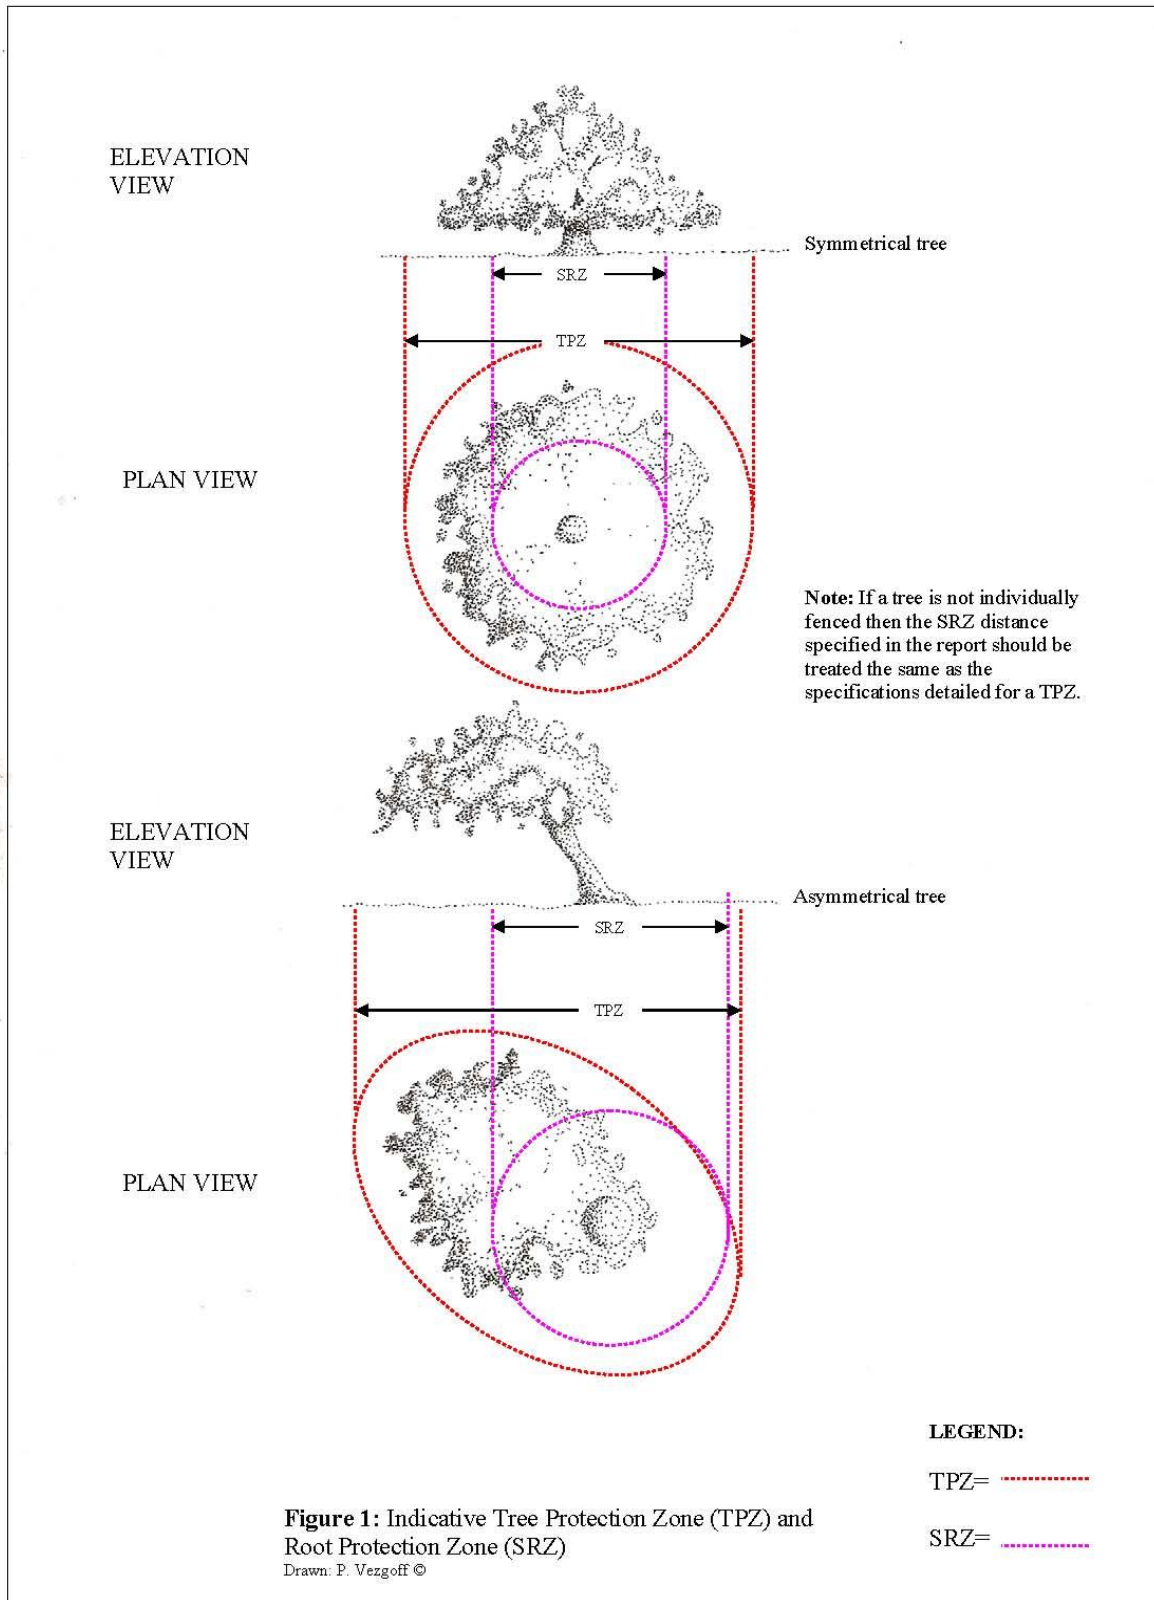 ELEVATION
VIEW
Symmetrical tree
SRZ
TPZ
PLAN VIEW
Note: If a tree is not individually
fenced then the SRZ distance
specified in the report should be
treated the same as the
specifications detailed for a TPZ.
ELEVATION
VIEW
Asymmetrical tree
SRZ
TPZ
PLAN VIEW
LEGEND:
TPZ=
SRZ=
Figure 1: Indicative Tree Protection Zone (TPZ) and
Root Protection Zone (SRZ)
Drawn: P. Vezgoff ©